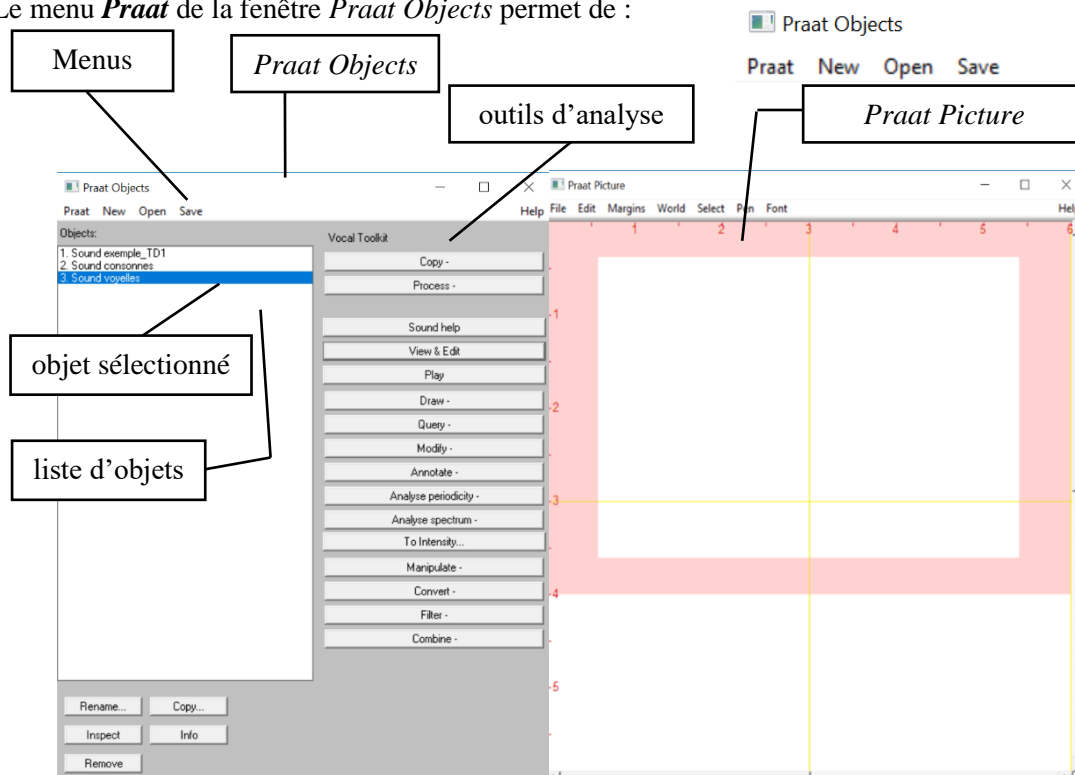 Le menu Praat de la fenêtre Praat Objects permet de :
Praat Objects
Praat New Open Save
Menus
Praat Objects
outils d'analyse
Praat Picture
Praat Objects
Praat New Open Save Help
Objects:
1. Sound exemple_TD1
2. Sound consonnes
3. Sound voyelles
objet sélectionné
liste d'objets
Rename... Copy...
Inspect Info
Remove
Vocal Toolkit
Copy -
Process -
Sound help
View & Edit
Play
Draw -
Query -
Modify -
Annotate -
Analyse periodicity -
Analyse spectrum -
To Intensity...
Manipulate -
Convert -
Filter -
Combine -
Praat Picture
File Edit Margins World Select Pen Font
1 2 3 4 5 6
1
2
3
4
5